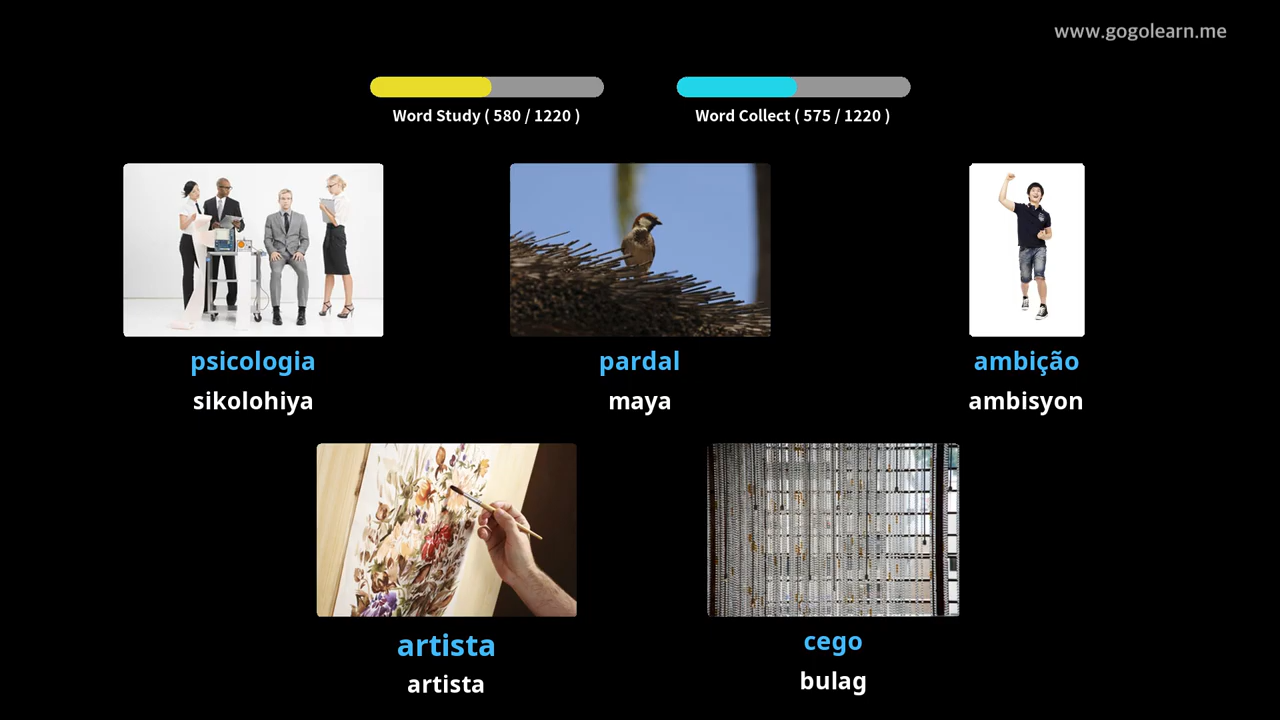 www.gogolearn.me
Word Study ( 580 / 1220 )
Word Collect ( 575 / 1220 )
psicologia
sikolohiya
pardal
maya
ambição
ambisyon
artista
artista
cego
bulag